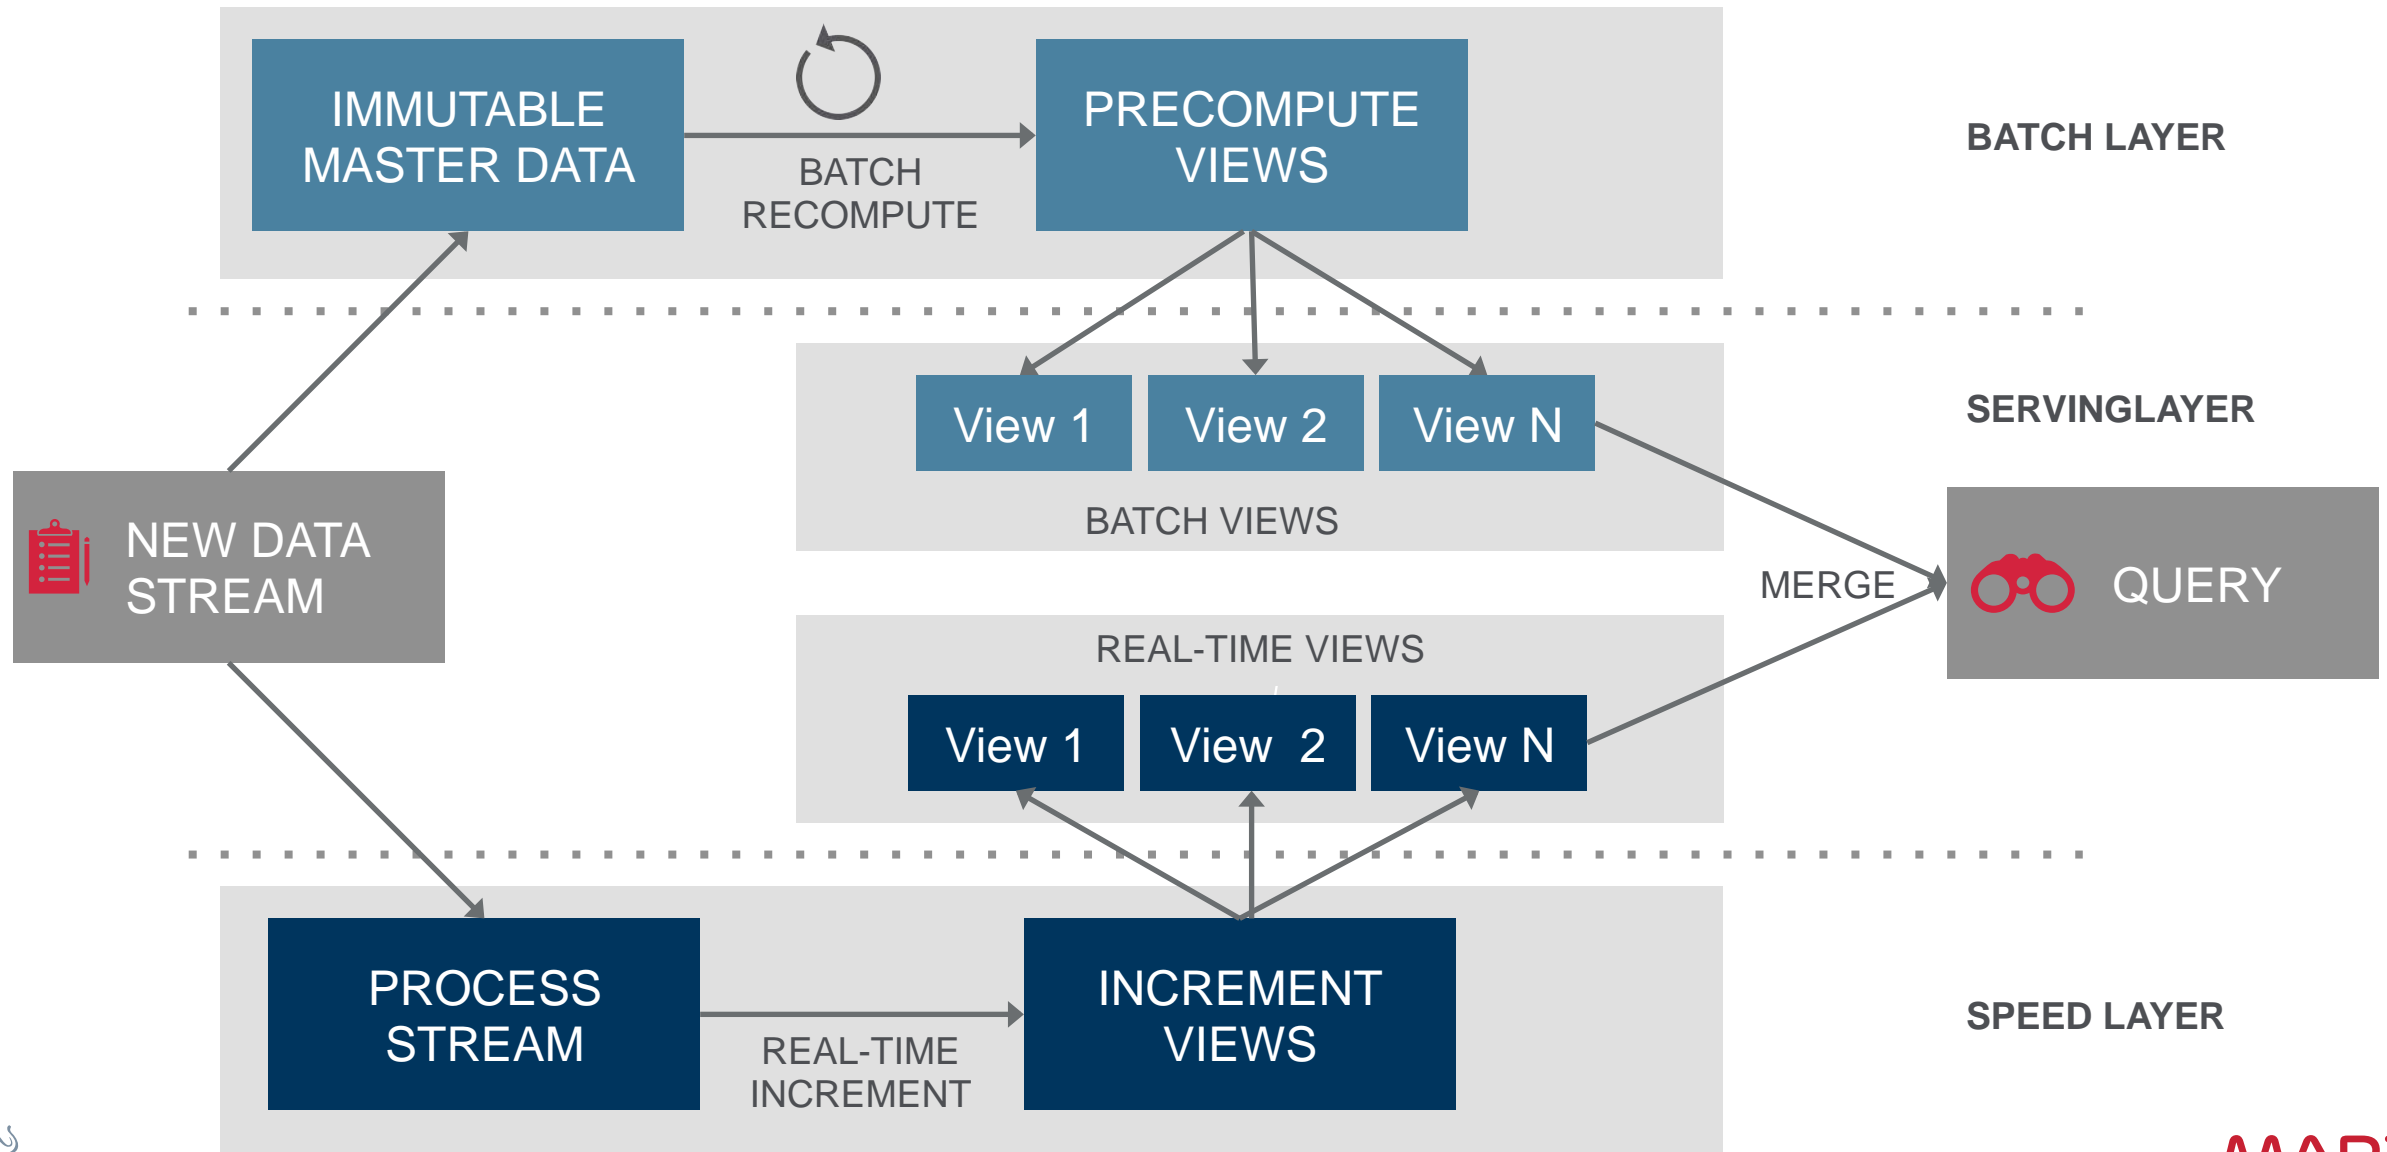 IMMUTABLE
MASTER DATA
BATCH
RECOMPUTE
PRECOMPUTE
VIEWS
BATCH LAYER
View 1
View 2
View N
SERVINGLAYER
BATCH VIEWS
NEW DATA
STREAM
MERGE
QUERY
REAL-TIME VIEWS
View 1
View 2
View N
PROCESS
STREAM
REAL-TIME
INCREMENT
INCREMENT
VIEWS
SPEED LAYER